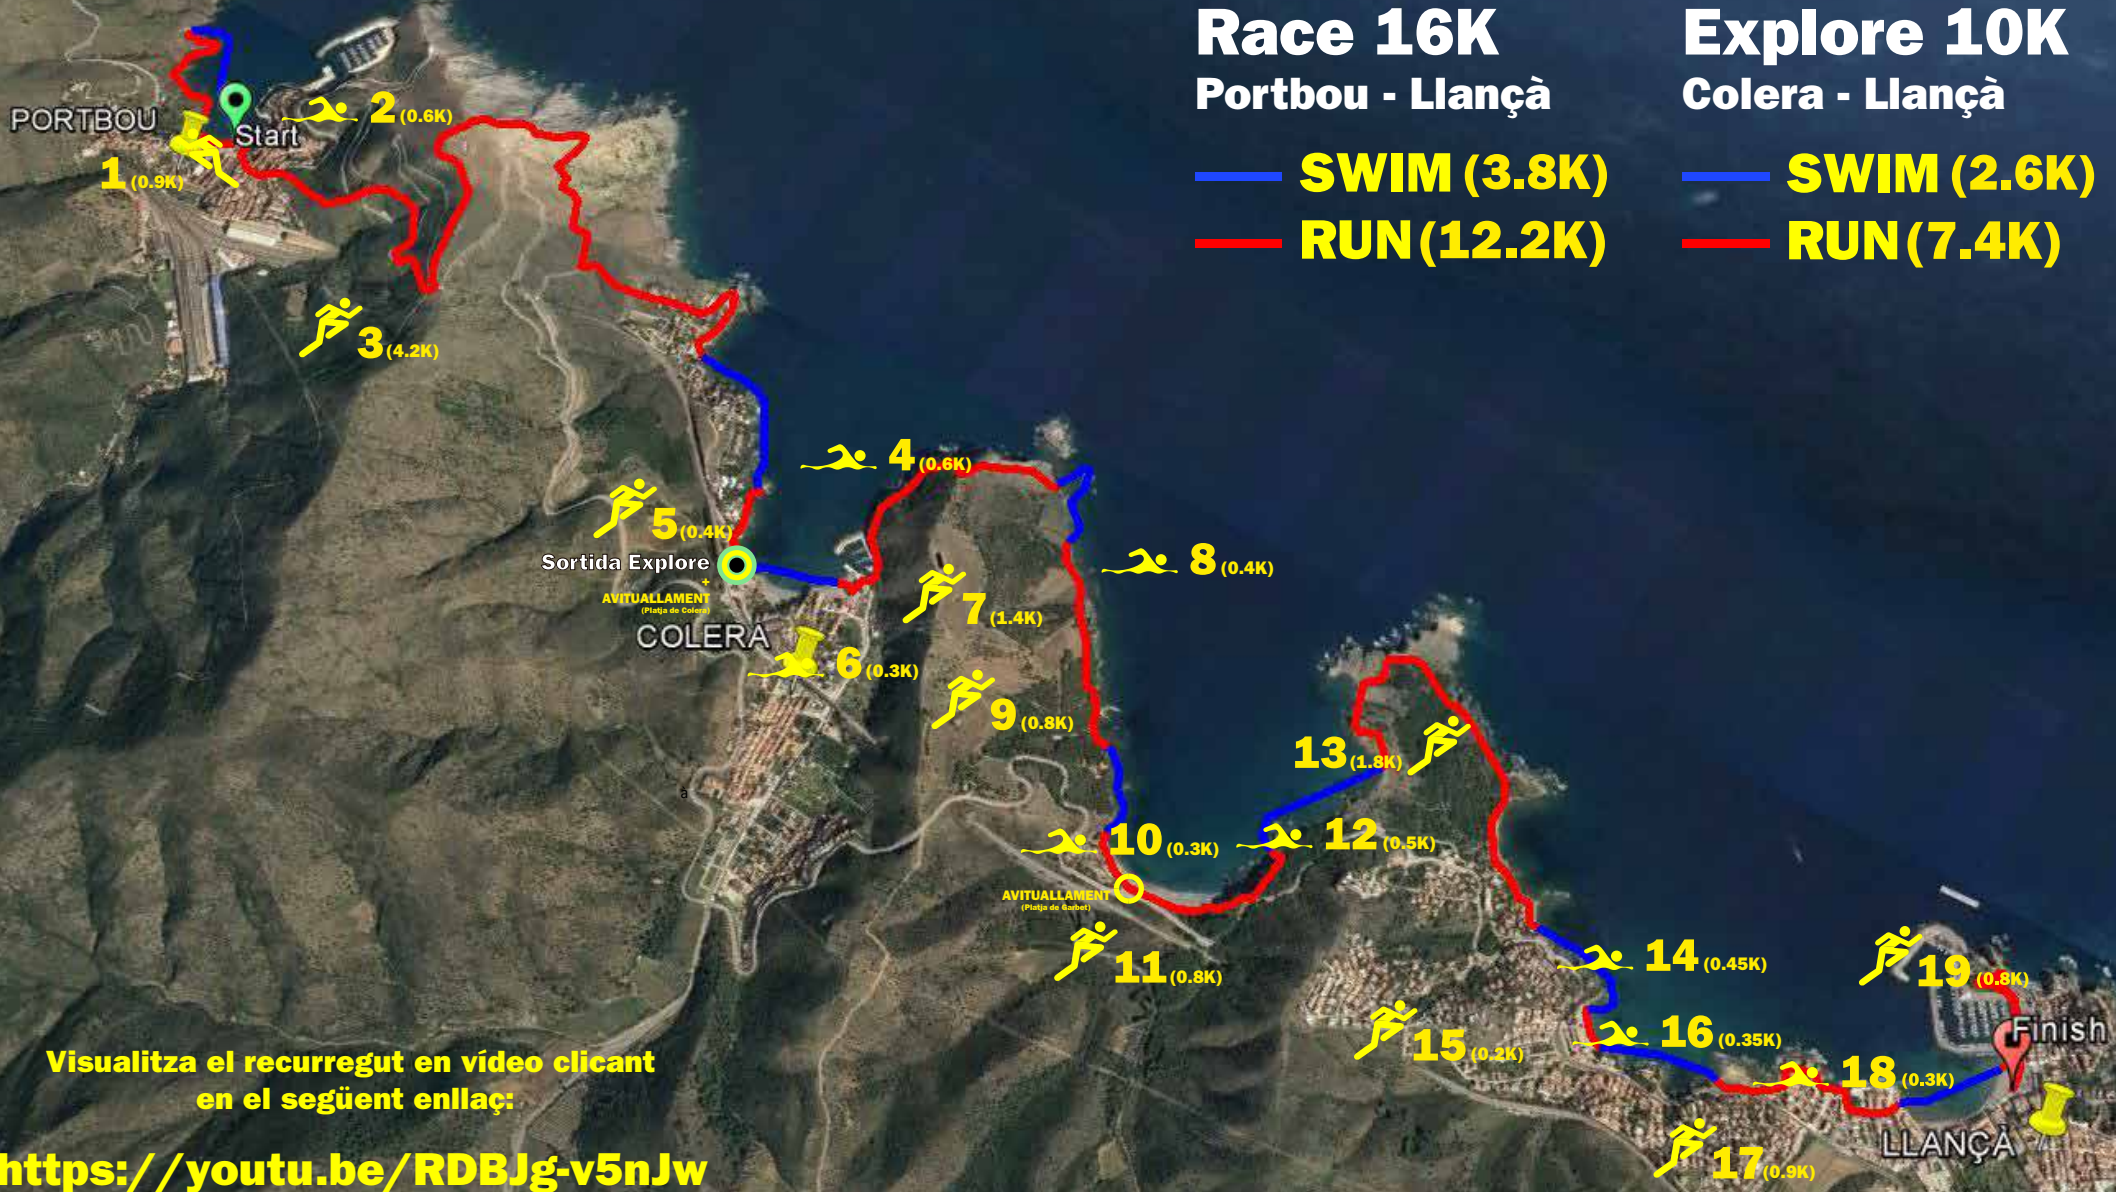 Race 16K
Portbou - Llançà
SWIM (3.8K)
RUN (12.2K)
Explore 10K
Colera - Llançà
SWIM (2.6K)
RUN (7.4K)
PORTBOU
Start
1 (0.9K)
2 (0.6K)
3 (4.2K)
4 (0.6K)
5 (0.4K)
Sortida Explore
+
AVITUALLAMENT
(Platja de Colera)
COLERA
6 (0.3K)
7 (1.4K)
8 (0.4K)
9 (0.8K)
à
10 (0.3K)
AVITUALLAMENT
(Platja de Garbet)
11 (0.8K)
12 (0.5K)
13 (1.8K)
14 (0.45K)
15 (0.2K)
16 (0.35K)
17 (0.9K)
18 (0.3K)
19 (0.8K)
Finish
LLANÇÀ
Visualitza el recurregut en vídeo clicant
en el següent enllaç:
https://youtu.be/RDBJg-v5nJw